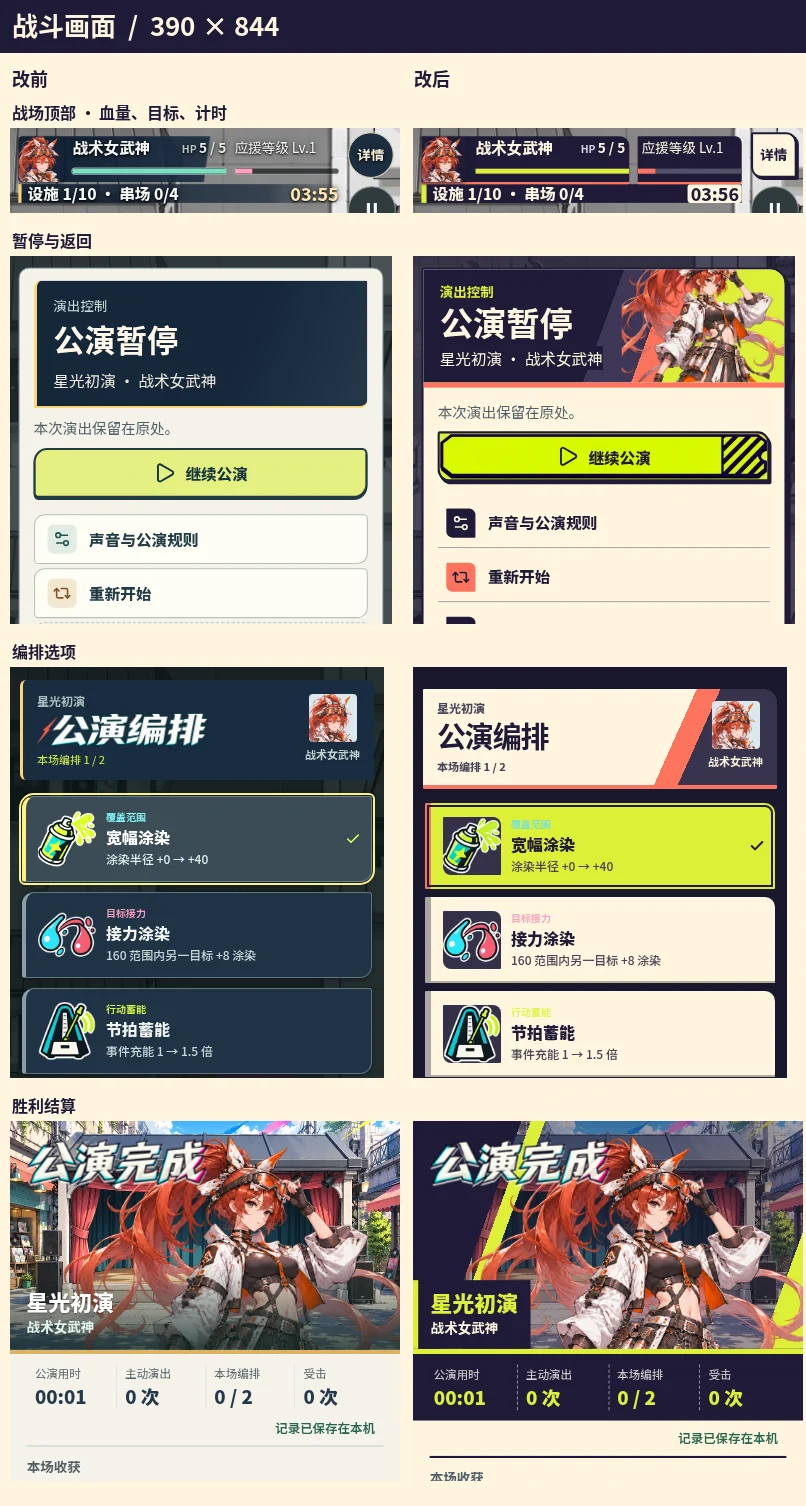 战斗画面 / 390 × 844
改前
改后
战场顶部 · 血量、目标、计时
战术女武神 HP 5 / 5 应援等级 Lv.1 详情
设施 1/10 · 串场 0/4 03:55
战术女武神 HP 5 / 5 应援等级 Lv.1 详情
设施 1/10 · 串场 0/4 03:56
暂停与返回
演出控制
公演暂停
星光初演 · 战术女武神
本次演出保留在原处。
继续公演
声音与公演规则
重新开始
演出控制
公演暂停
星光初演 · 战术女武神
本次演出保留在原处。
继续公演
声音与公演规则
重新开始
编排选项
星光初演
公演编排
本场编排 1 / 2
战术女武神
覆盖范围
宽幅涂染
涂染半径 +0 → +40
目标接力
接力涂染
160 范围内另一目标 +8 涂染
行动蓄能
节拍蓄能
事件充能 1 → 1.5 倍
星光初演
公演编排
本场编排 1 / 2
战术女武神
覆盖范围
宽幅涂染
涂染半径 +0 → +40
目标接力
接力涂染
160 范围内另一目标 +8 涂染
行动蓄能
节拍蓄能
事件充能 1 → 1.5 倍
胜利结算
公演完成
星光初演
战术女武神
公演用时 主动演出 本场编排 受击
00:01 0 次 0 / 2 0 次
记录已保存在本机
本场收获
公演完成
星光初演
战术女武神
公演用时 主动演出 本场编排 受击
00:01 0 次 0 / 2 0 次
记录已保存在本机
本场收获